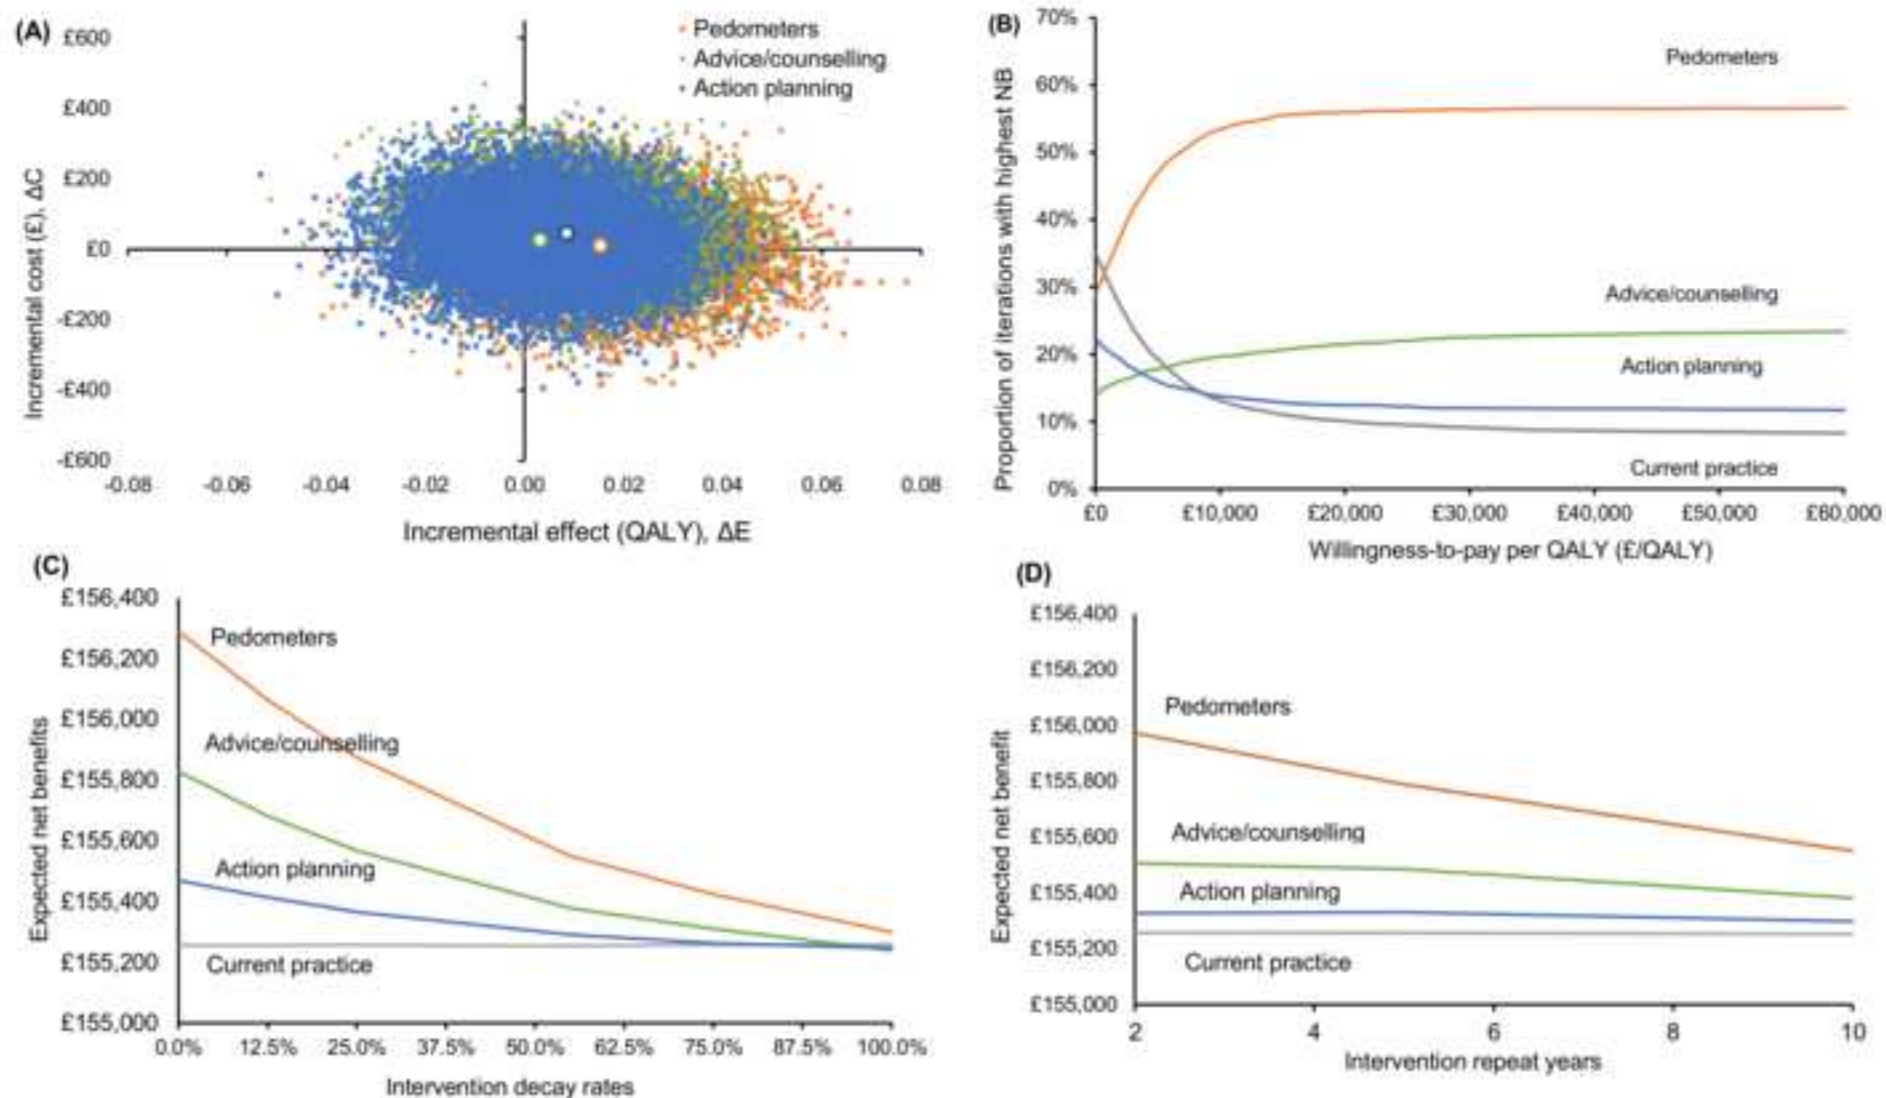 (A)
Pedometers
Advice/counselling
Action planning
£600
£400
£200
£0
-£200
-£400
-£600
Incremental cost (£), ΔC
-0.08 -0.06 -0.04 -0.02 0.00 0.02 0.04 0.06 0.08
Incremental effect (QALY), ΔE
(B)
70%
60%
50%
40%
30%
20%
10%
0%
Proportion of iterations with highest NB
Pedometers
Advice/counselling
Action planning
Current practice
£0 £10,000 £20,000 £30,000 £40,000 £50,000 £60,000
Willingness-to-pay per QALY (£/QALY)
(C)
£156,400
£156,200
£156,000
£155,800
£155,600
£155,400
£155,200
£155,000
Expected net benefits
Pedometers
Advice/counselling
Action planning
Current practice
0.0% 12.5% 25.0% 37.5% 50.0% 62.5% 75.0% 87.5% 100.0%
Intervention decay rates
(D)
£156,400
£156,200
£156,000
£155,800
£155,600
£155,400
£155,200
£155,000
Expected net benefit
Pedometers
Advice/counselling
Action planning
Current practice
2 4 6 8 10
Intervention repeat years